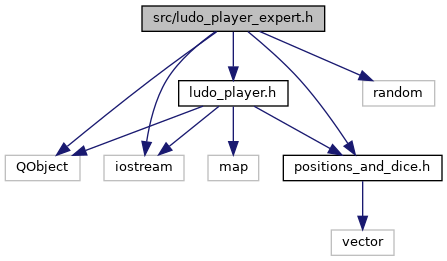 src/ludo_player_expert.h
ludo_player.h
random
QObject
iostream
map
positions_and_dice.h
vector